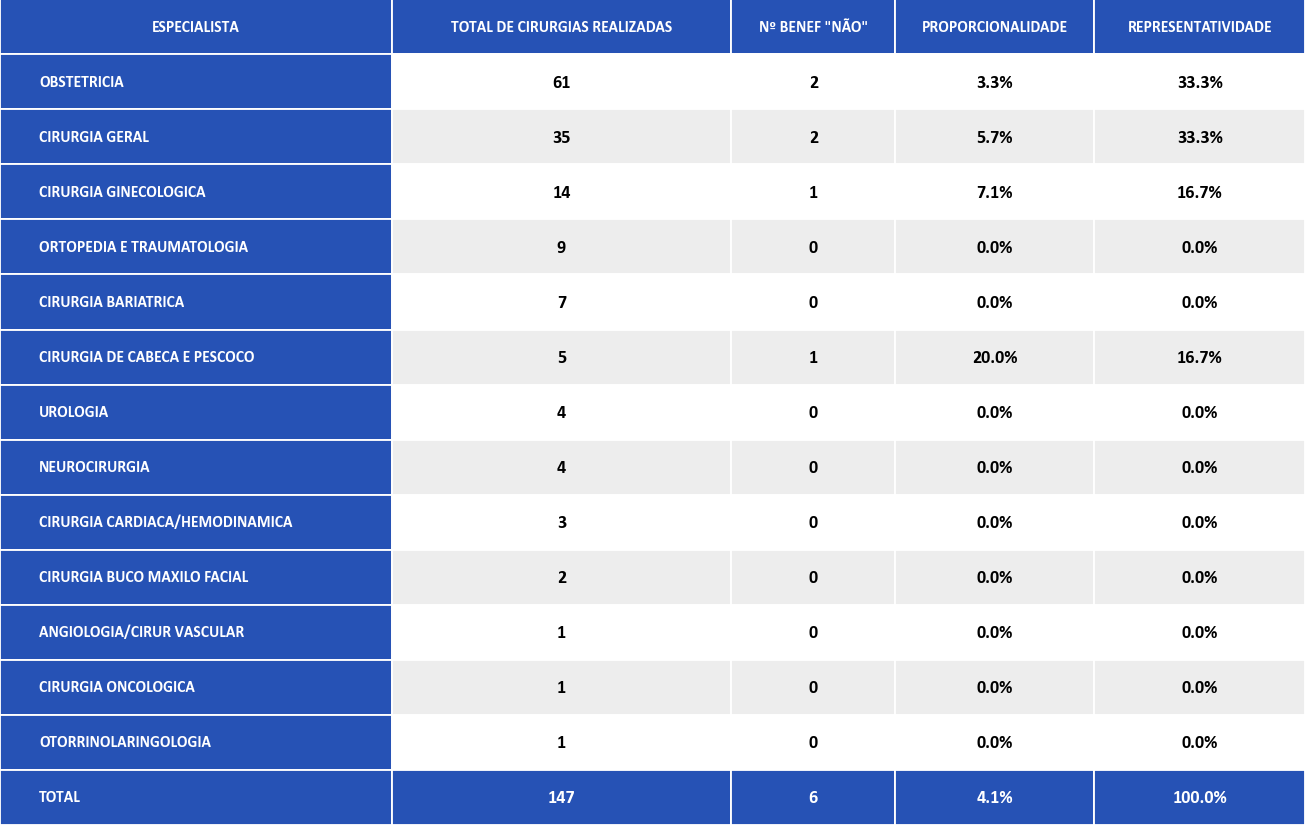 ESPECIALISTA TOTAL DE CIRURGIAS REALIZADAS Nº BENEF "NÃO" PROPORCIONALIDADE REPRESENTATIVIDADE
OBSTETRICIA 61 2 3.3% 33.3%
CIRURGIA GERAL 35 2 5.7% 33.3%
CIRURGIA GINECOLOGICA 14 1 7.1% 16.7%
ORTOPEDIA E TRAUMATOLOGIA 9 0 0.0% 0.0%
CIRURGIA BARIATRICA 7 0 0.0% 0.0%
CIRURGIA DE CABECA E PESCOCO 5 1 20.0% 16.7%
UROLOGIA 4 0 0.0% 0.0%
NEUROCIRURGIA 4 0 0.0% 0.0%
CIRURGIA CARDIACA/HEMODINAMICA 3 0 0.0% 0.0%
CIRURGIA BUCO MAXILO FACIAL 2 0 0.0% 0.0%
ANGIOLOGIA/CIRUR VASCULAR 1 0 0.0% 0.0%
CIRURGIA ONCOLOGICA 1 0 0.0% 0.0%
OTORRINOLARINGOLOGIA 1 0 0.0% 0.0%
TOTAL 147 6 4.1% 100.0%